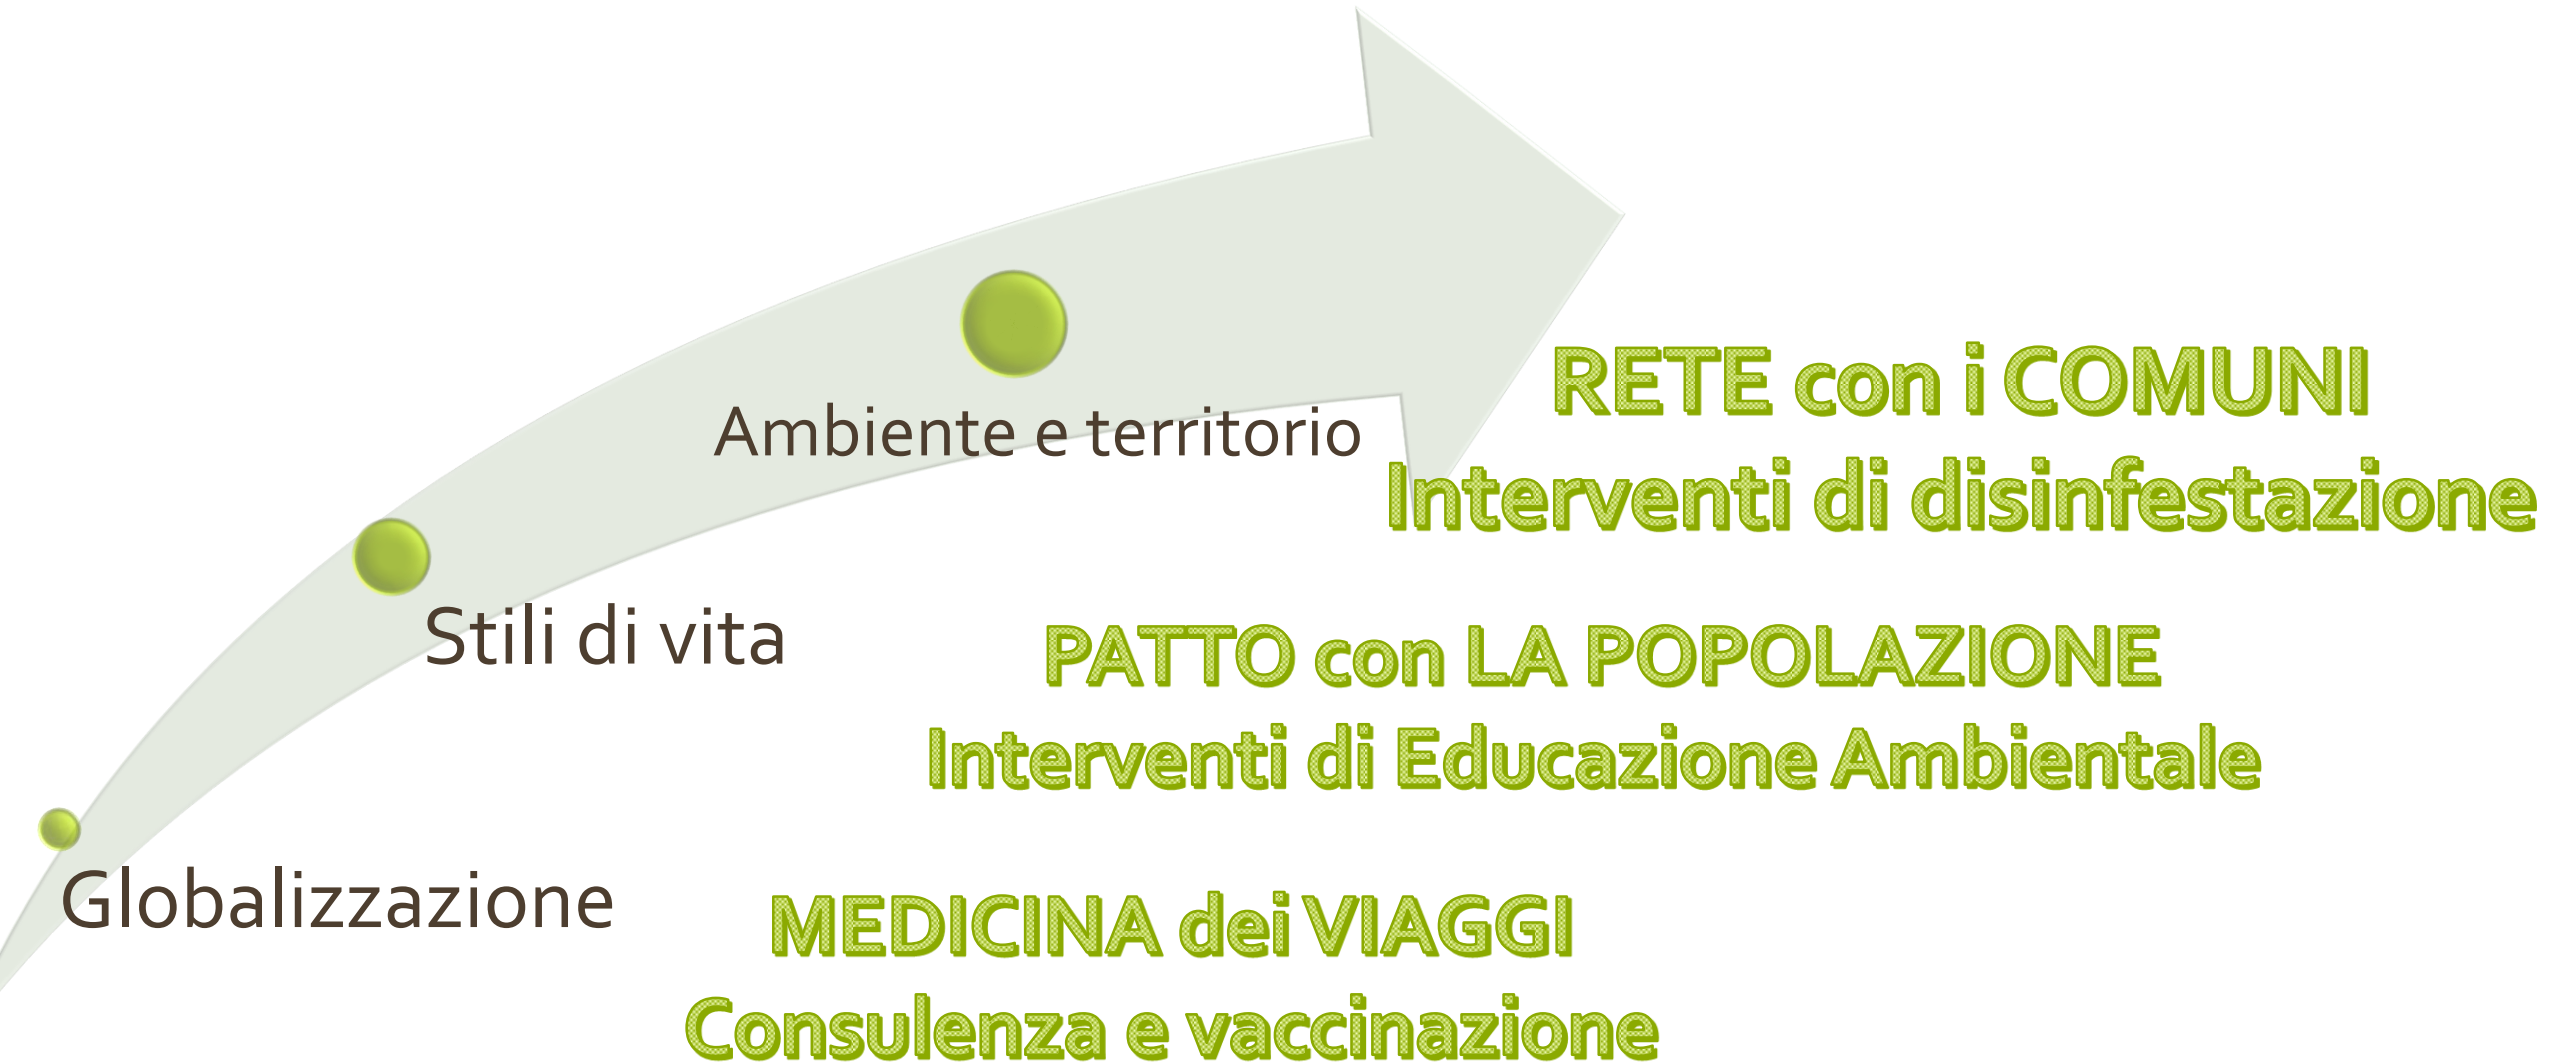 Ambiente e territorio
RETE con i COMUNI
Interventi di disinfestazione
Stili di vita
PATTO con LA POPOLAZIONE
Interventi di Educazione Ambientale
Globalizzazione
MEDICINA dei VIAGGI
Consulenza e vaccinazione